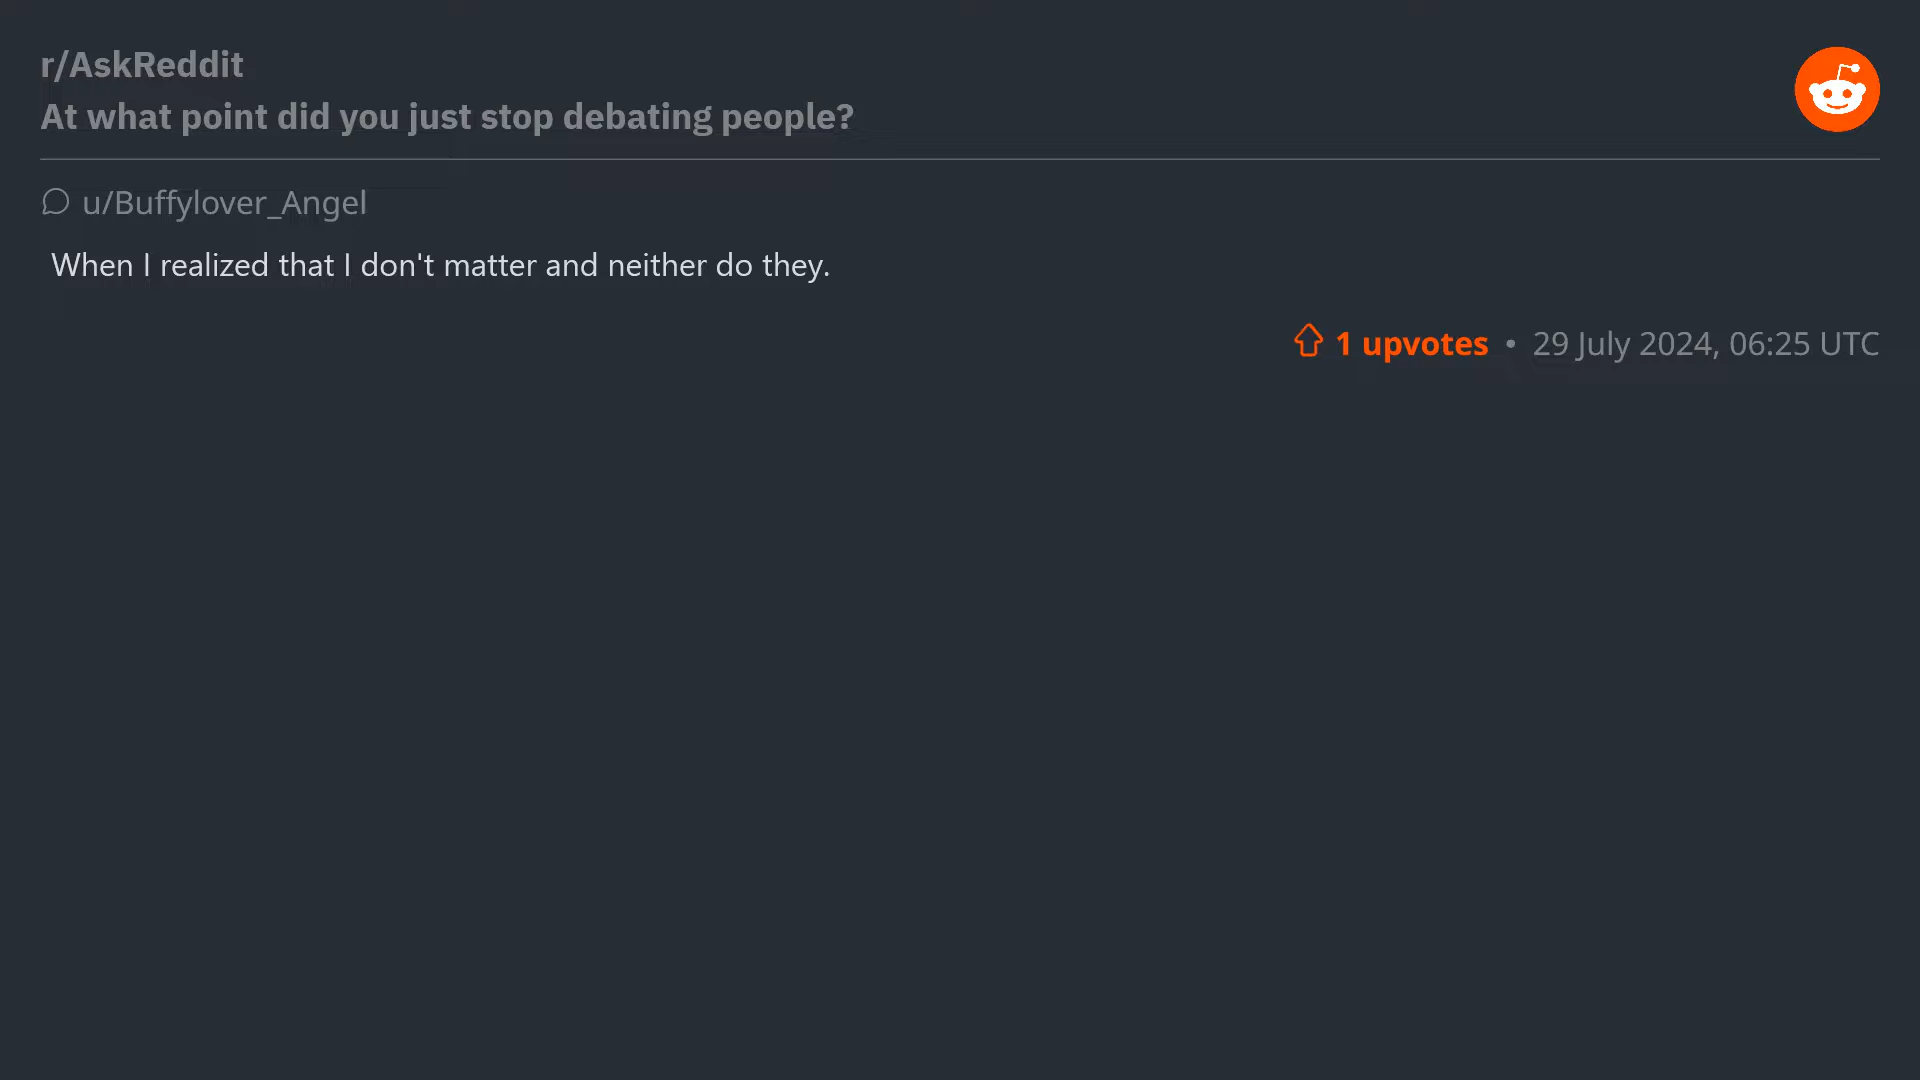 r/AskReddit
At what point did you just stop debating people?
u/Buffylover_Angel
When I realized that I don't matter and neither do they.
1 upvotes • 29 July 2024, 06:25 UTC